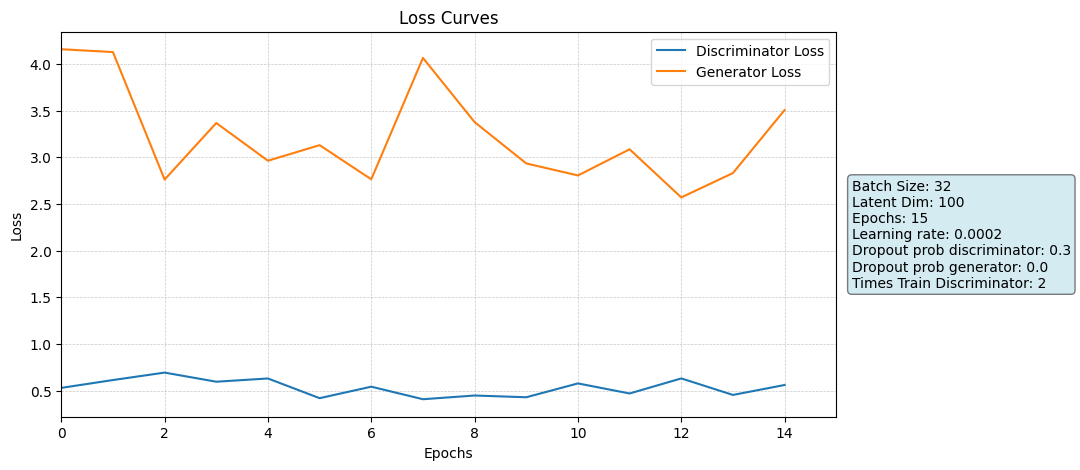 Loss Curves
Discriminator Loss
Generator Loss
4.0
3.5
3.0
2.5
2.0
1.5
1.0
0.5
Loss
0 2 4 6 8 10 12 14
Epochs
Batch Size: 32
Latent Dim: 100
Epochs: 15
Learning rate: 0.0002
Dropout prob discriminator: 0.3
Dropout prob generator: 0.0
Times Train Discriminator: 2